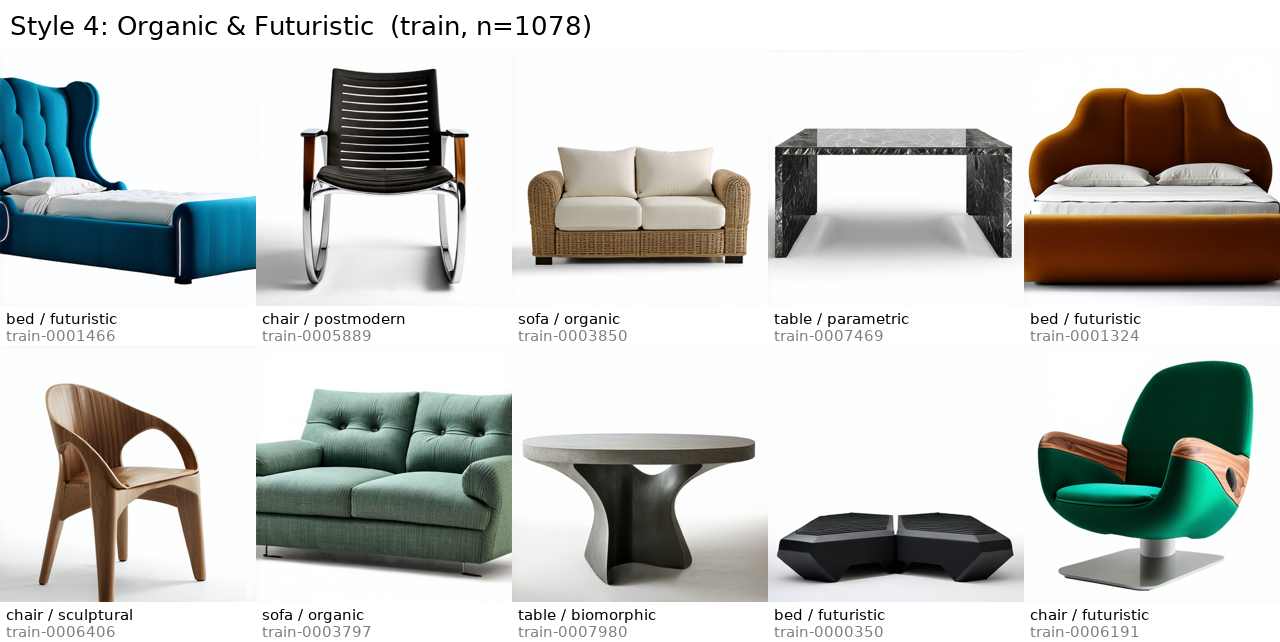 Style 4: Organic & Futuristic (train, n=1078)
bed / futuristic
train-0001466
chair / postmodern
train-0005889
sofa / organic
train-0003850
table / parametric
train-0007469
bed / futuristic
train-0001324
chair / sculptural
train-0006406
sofa / organic
train-0003797
table / biomorphic
train-0007980
bed / futuristic
train-0000350
chair / futuristic
train-0006191